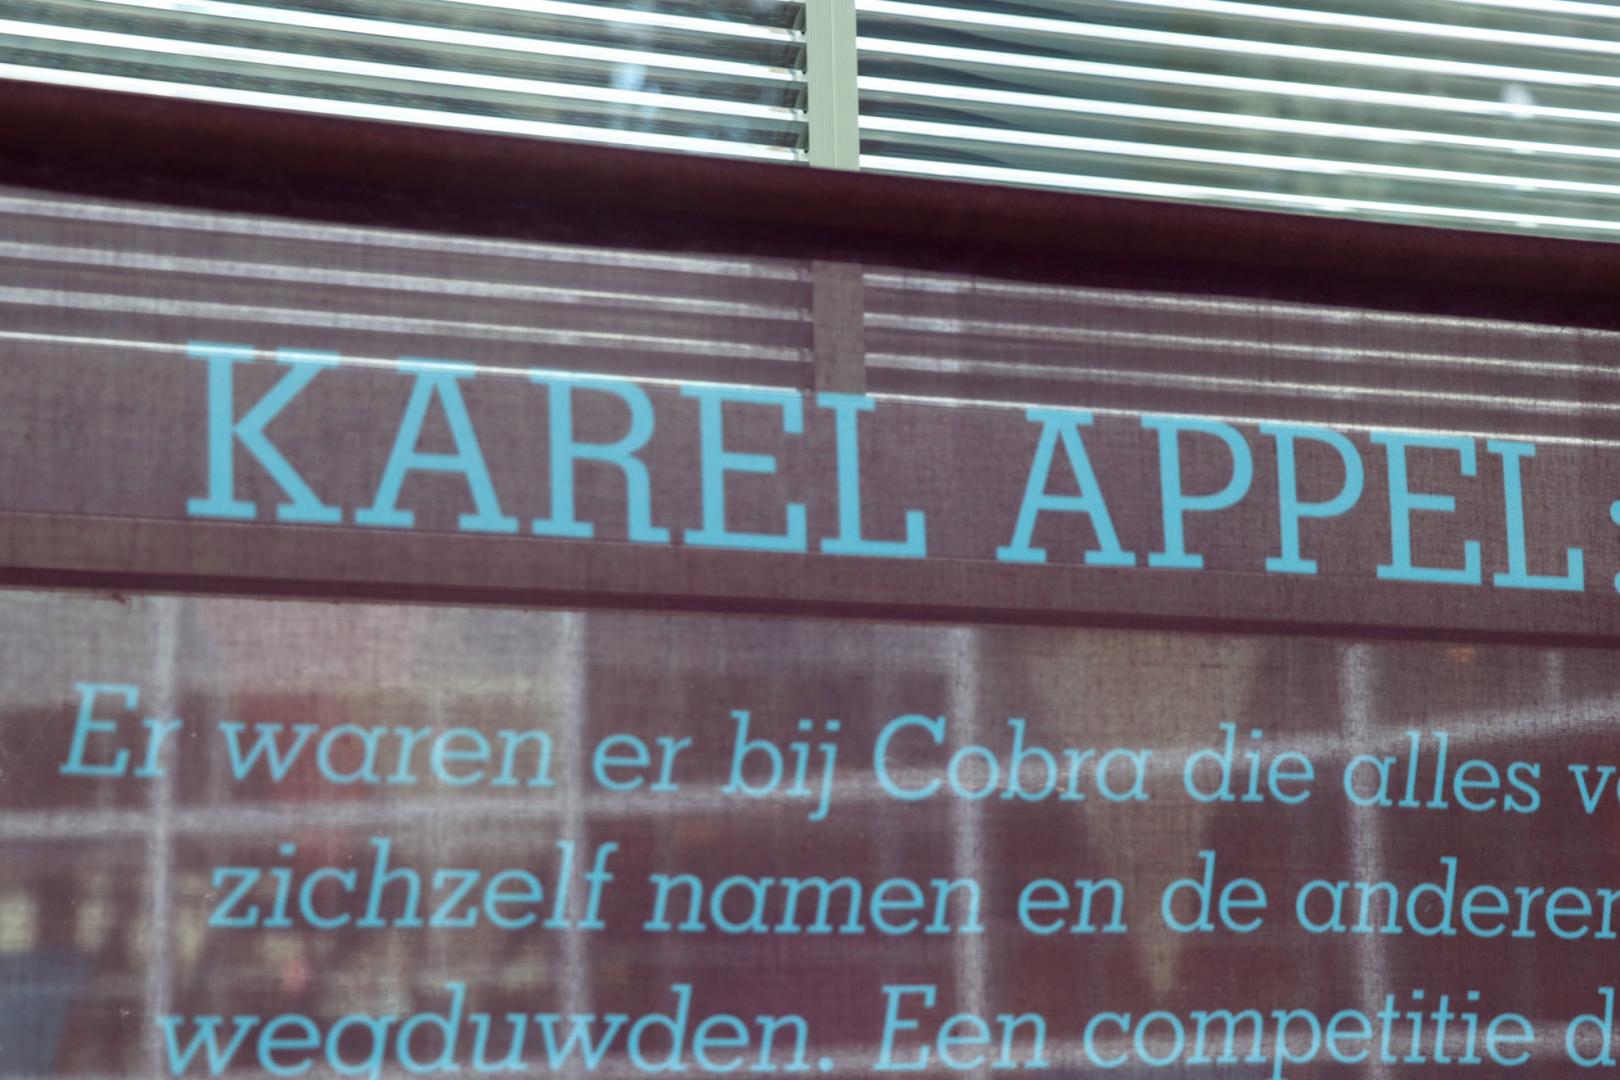 KAREL APPEL:
Er waren er bij Cobra die alles
zichzelf namen en de anderen
wegduwden. Een competitie